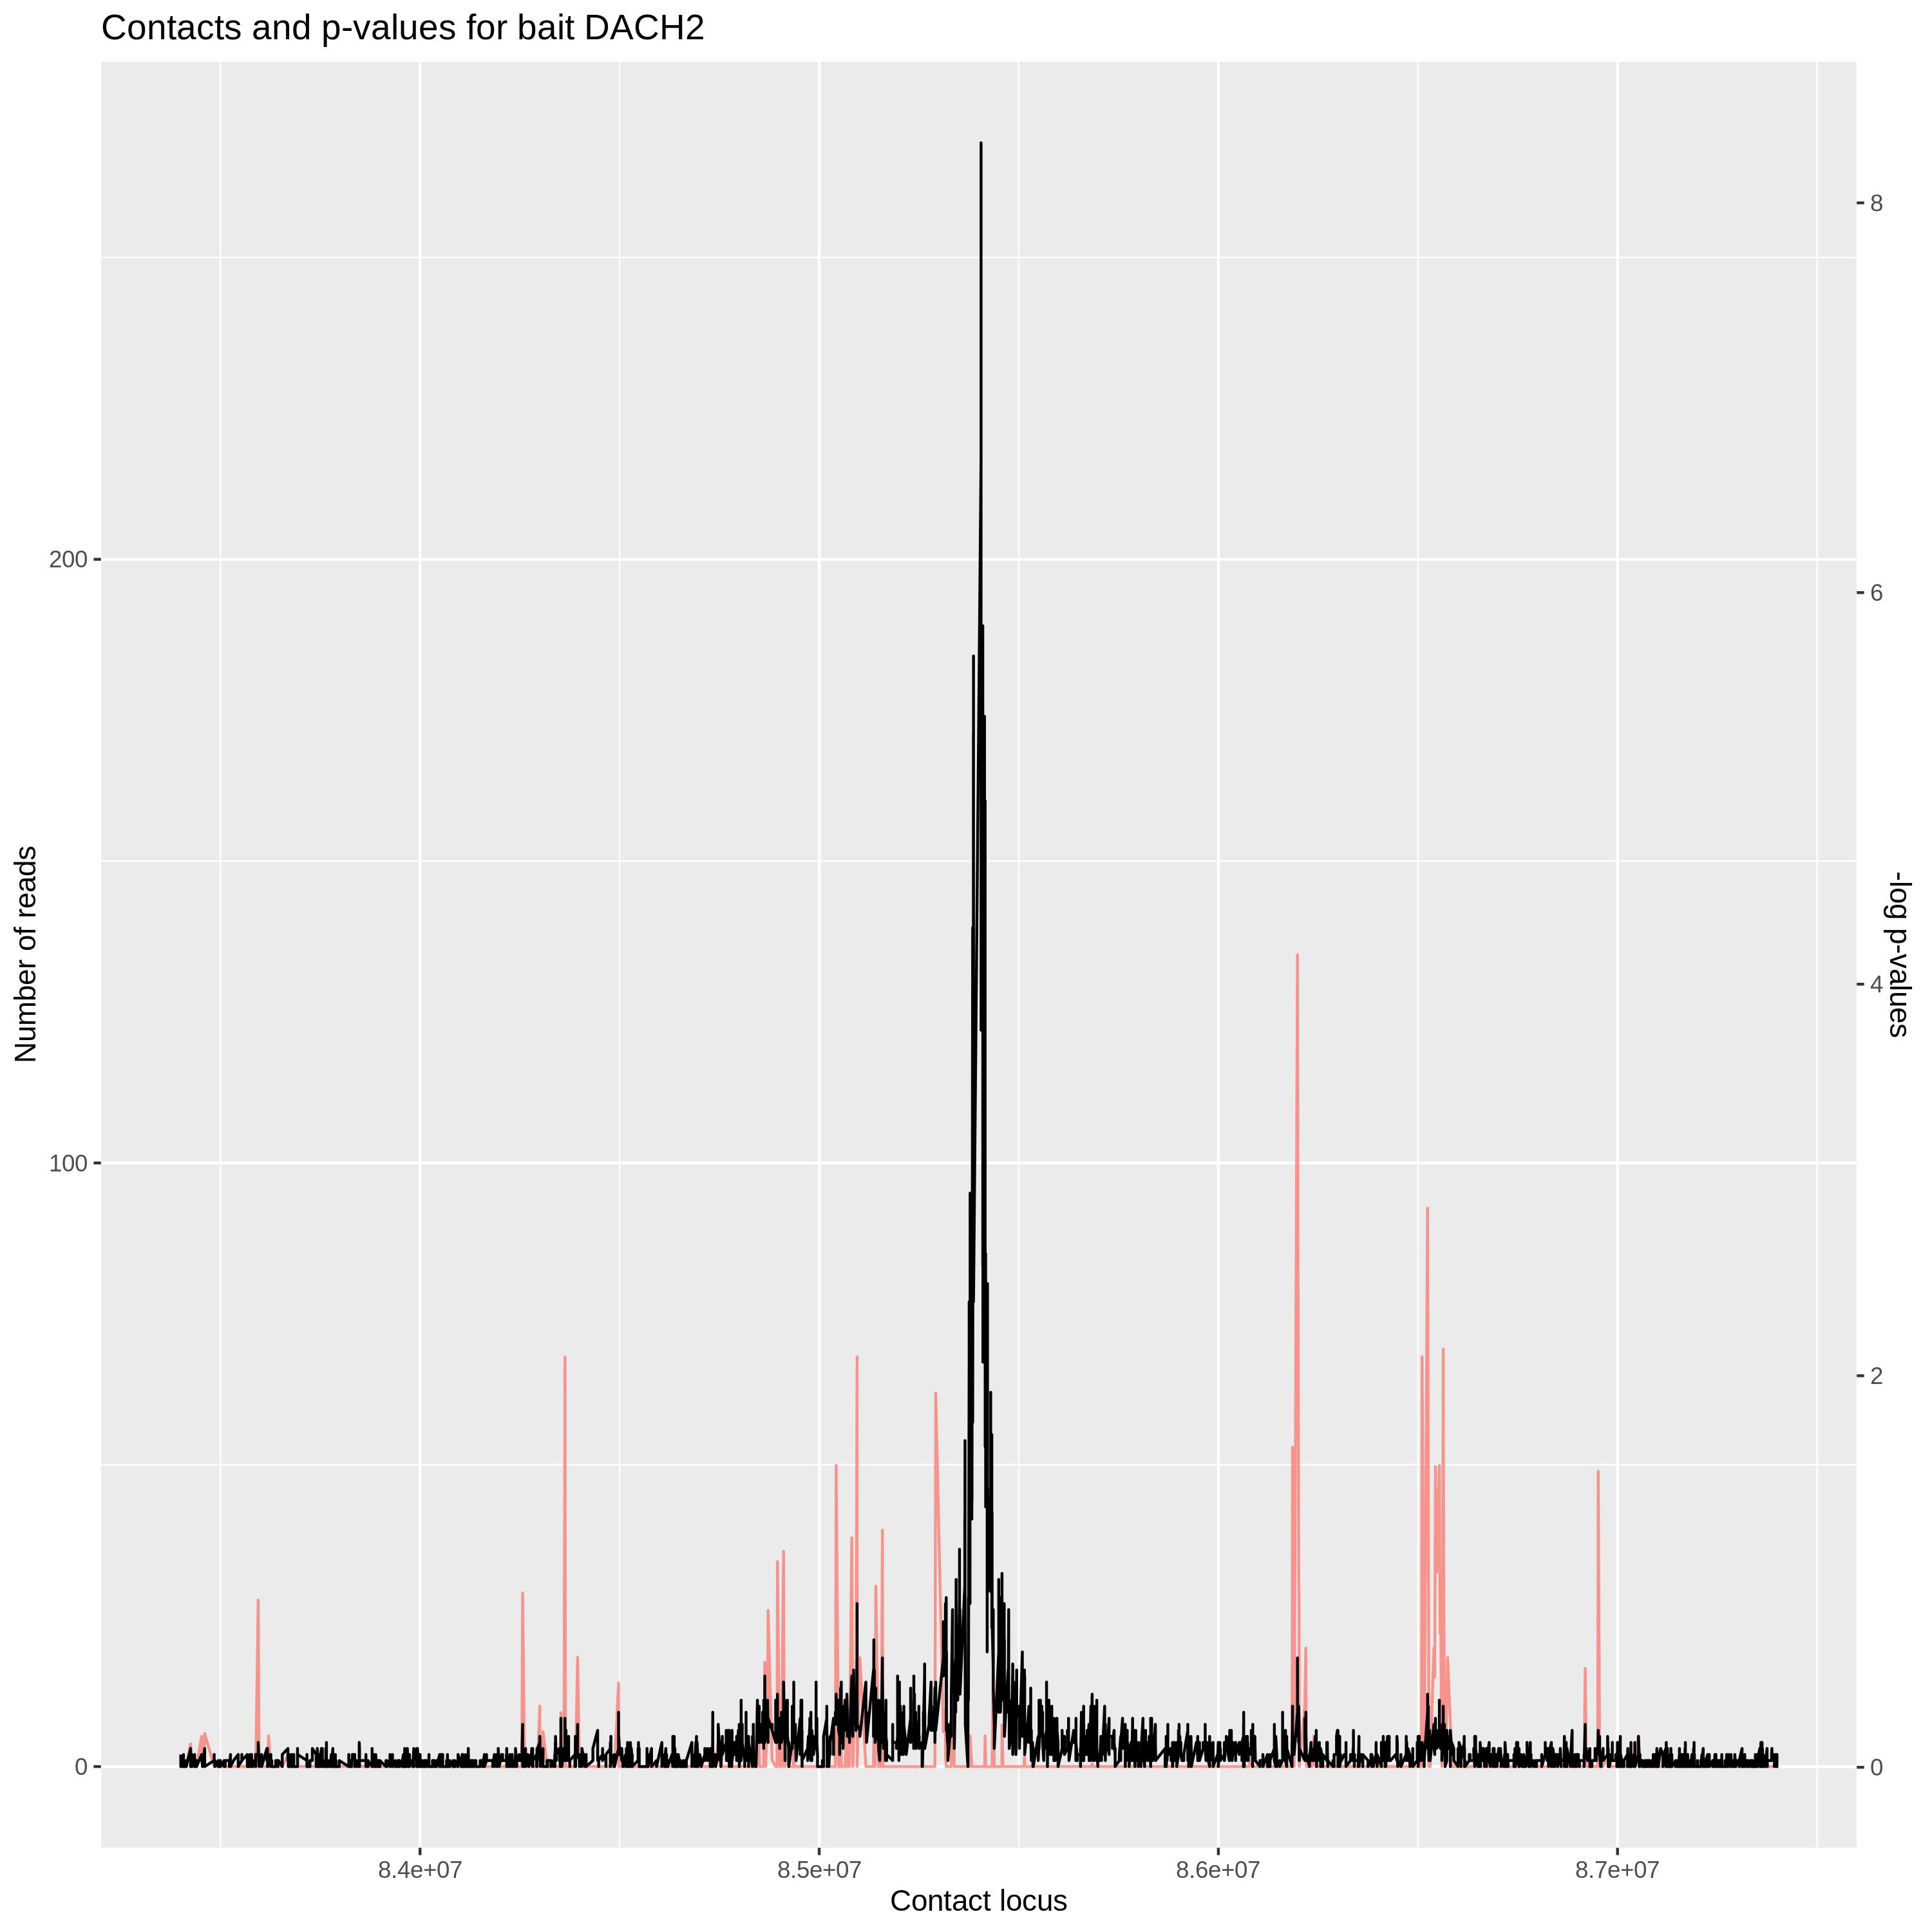 Contacts and p-values for bait DACH2
Number of reads
200
100
0
8
6
4
2
0
-log p-values
8.4e+07
8.5e+07
8.6e+07
8.7e+07
Contact locus